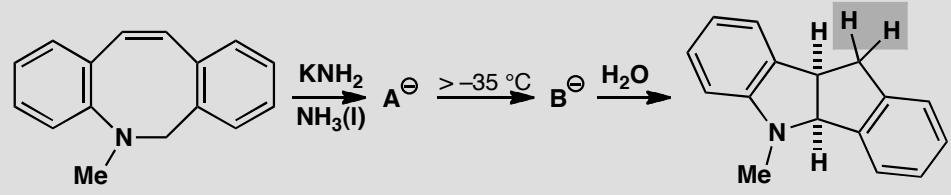 H H
H
KNH2
NH3(l)
A⊖
> –35 °C
B⊖
H2O
N
Me
N
Me
H